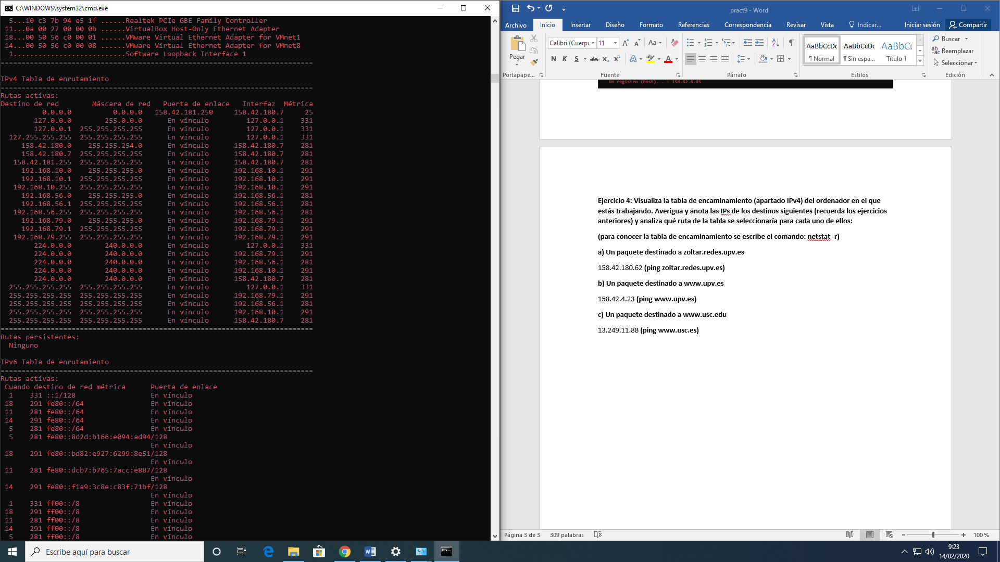 C:\WINDOWS\system32\cmd.exe
5...10 c3 7b 94 e5 1f ......Realtek PCIe GBE Family Controller
11...0a 00 27 00 00 0b ......VirtualBox Host-Only Ethernet Adapter
18...00 50 56 c0 00 01 ......VMware Virtual Ethernet Adapter for VMnet1
14...00 50 56 c0 00 08 ......VMware Virtual Ethernet Adapter for VMnet8
1...........................Software Loopback Interface 1
===========================================================================
IPv4 Tabla de enrutamiento
===========================================================================
Rutas activas:
Destino de red        Máscara de red   Puerta de enlace   Interfaz  Métrica
0.0.0.0          0.0.0.0   158.42.181.250     158.42.180.7     25
127.0.0.0        255.0.0.0      En vínculo         127.0.0.1    331
127.0.0.1  255.255.255.255      En vínculo         127.0.0.1    331
127.255.255.255  255.255.255.255      En vínculo         127.0.0.1    331
158.42.180.0    255.255.254.0      En vínculo      158.42.180.7    281
158.42.180.7  255.255.255.255      En vínculo      158.42.180.7    281
158.42.181.255  255.255.255.255      En vínculo      158.42.180.7    281
192.168.10.0    255.255.255.0      En vínculo      192.168.10.1    291
192.168.10.1  255.255.255.255      En vínculo      192.168.10.1    291
192.168.10.255  255.255.255.255      En vínculo      192.168.10.1    291
192.168.56.0    255.255.255.0      En vínculo      192.168.56.1    281
192.168.56.1  255.255.255.255      En vínculo      192.168.56.1    281
192.168.56.255  255.255.255.255      En vínculo      192.168.56.1    281
192.168.79.0    255.255.255.0      En vínculo      192.168.79.1    291
192.168.79.1  255.255.255.255      En vínculo      192.168.79.1    291
192.168.79.255  255.255.255.255      En vínculo      192.168.79.1    291
224.0.0.0        240.0.0.0      En vínculo         127.0.0.1    331
224.0.0.0        240.0.0.0      En vínculo      192.168.79.1    291
224.0.0.0        240.0.0.0      En vínculo      192.168.56.1    281
224.0.0.0        240.0.0.0      En vínculo      192.168.10.1    291
224.0.0.0        240.0.0.0      En vínculo      158.42.180.7    281
255.255.255.255  255.255.255.255      En vínculo         127.0.0.1    331
255.255.255.255  255.255.255.255      En vínculo      192.168.79.1    291
255.255.255.255  255.255.255.255      En vínculo      192.168.56.1    281
255.255.255.255  255.255.255.255      En vínculo      192.168.10.1    291
255.255.255.255  255.255.255.255      En vínculo      158.42.180.7    281
===========================================================================
Rutas persistentes:
Ninguno
IPv6 Tabla de enrutamiento
===========================================================================
Rutas activas:
Cuando destino de red métrica      Puerta de enlace
1    331 ::1/128                  En vínculo
18    291 fe80::/64                En vínculo
11    281 fe80::/64                En vínculo
14    291 fe80::/64                En vínculo
5    281 fe80::/64                En vínculo
5    281 fe80::8d2d:b166:e094:ad94/128
En vínculo
18    291 fe80::bd82:e927:6299:8e51/128
En vínculo
11    281 fe80::dcb7:b765:7acc:e887/128
En vínculo
14    291 fe80::f1a9:3c8e:c83f:71bf/128
En vínculo
1    331 ff00::/8                 En vínculo
18    291 ff00::/8                 En vínculo
11    281 ff00::/8                 En vínculo
14    291 ff00::/8                 En vínculo
5    281 ff00::/8                 En vínculo
pract9 - Word
Archivo Inicio Insertar Diseño Formato Referencias Correspondencia Revisar Vista Indicar... Iniciar sesión Compartir
Pegar
Portapape...
Calibri (Cuerpo 11 A A Aa
N K S abc x₂ x² A ab A
Fuente
Párrafo
AaBbCcDc AaBbCcDc AaBbCc
¶ Normal ¶ Sin espa... Título 1
Estilos
Buscar
Reemplazar
Seleccionar
Edición
Un registro (host). . : 158.42.4.45
Ejercicio 4: Visualiza la tabla de encaminamiento (apartado IPv4) del ordenador en el que
estás trabajando. Averigua y anota las IPs de los destinos siguientes (recuerda los ejercicios
anteriores) y analiza qué ruta de la tabla se seleccionaría para cada uno de ellos:
(para conocer la tabla de encaminamiento se escribe el comando: netstat -r)
a) Un paquete destinado a zoltar.redes.upv.es
158.42.180.62 (ping zoltar.redes.upv.es)
b) Un paquete destinado a www.upv.es
158.42.4.23 (ping www.upv.es)
c) Un paquete destinado a www.usc.edu
13.249.11.88 (ping www.usc.es)
Página 3 de 3 309 palabras
100 %
Escribe aquí para buscar
9:23
14/02/2020